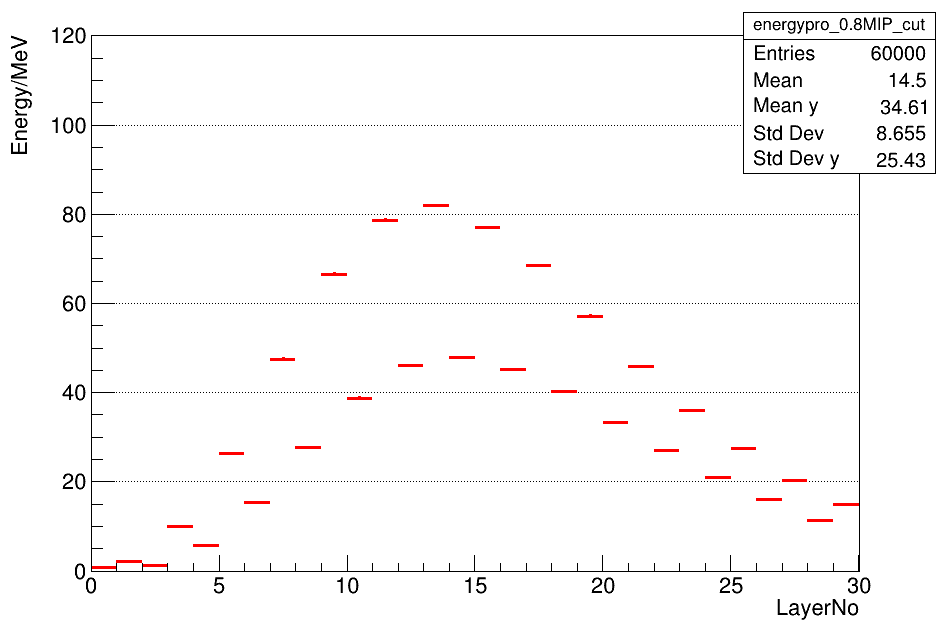 energypro_0.8MIP_cut
Entries 60000
Mean 14.5
Mean y 34.61
Std Dev 8.655
Std Dev y 25.43
Energy/MeV
120
100
80
60
40
20
0
0 5 10 15 20 25 30
LayerNo